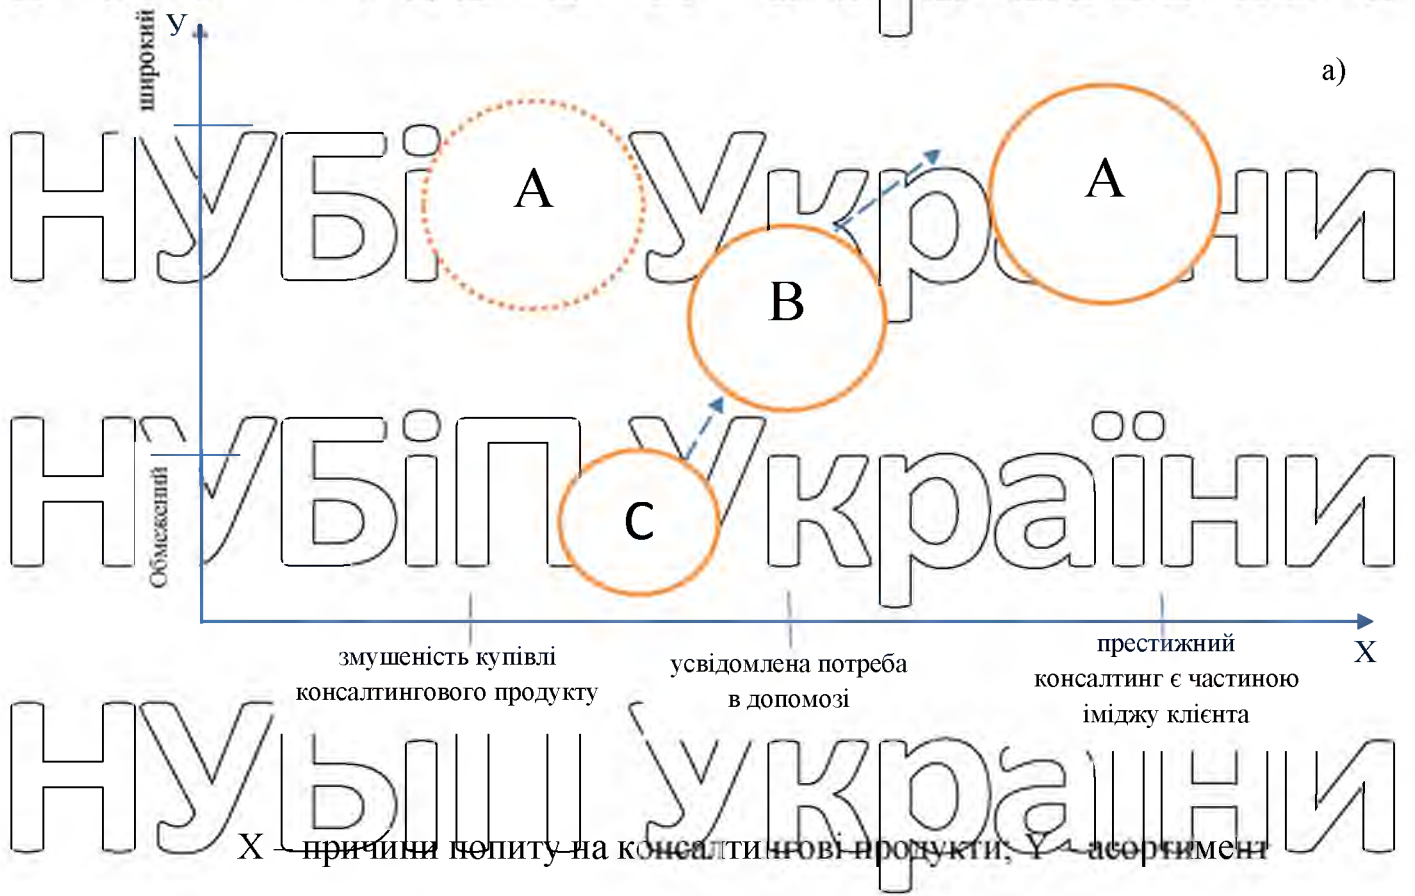 У
широкий
а)
НУБіП України
А
А
В
НУБіП України
Обмежений
С
змушеність купівлі
консалтингового продукту
усвідомлена потреба
в допомозі
престижний
консалтинг є частиною
іміджу клієнта
Х
України
Х – причини попиту на консалтингові продукти; Y – асортимент